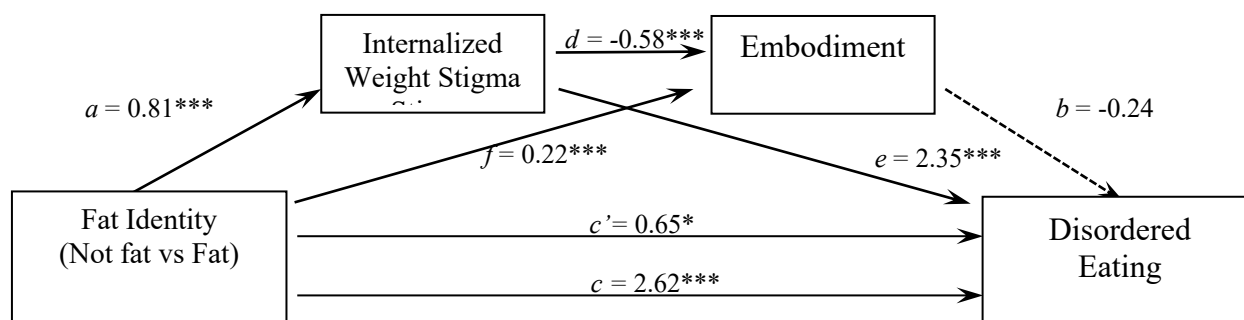 Internalized
Weight Stigma
d = -0.58***
Embodiment
a = 0.81***
b = -0.24
f = 0.22***
e = 2.35***
Fat Identity
(Not fat vs Fat)
c’= 0.65*
c = 2.62***
Disordered
Eating